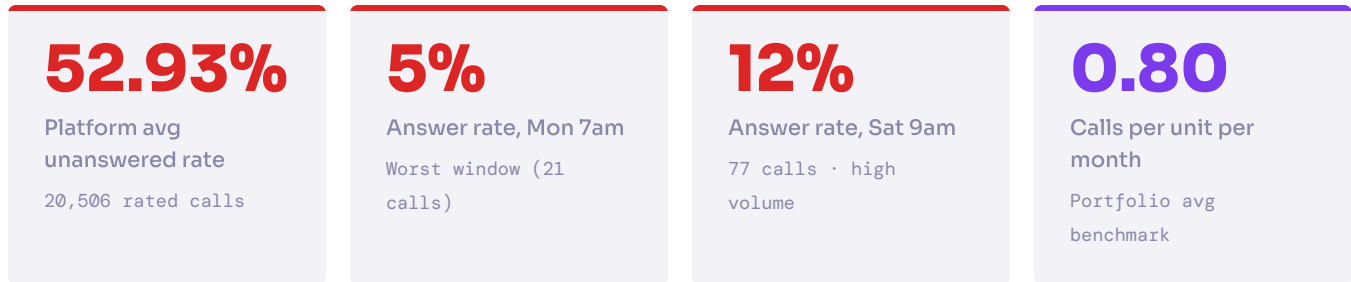 52.93%
Platform avg
unanswered rate
20,506 rated calls
5%
Answer rate, Mon 7am
Worst window (21
calls)
12%
Answer rate, Sat 9am
77 calls · high
volume
0.80
Calls per unit per
month
Portfolio avg
benchmark